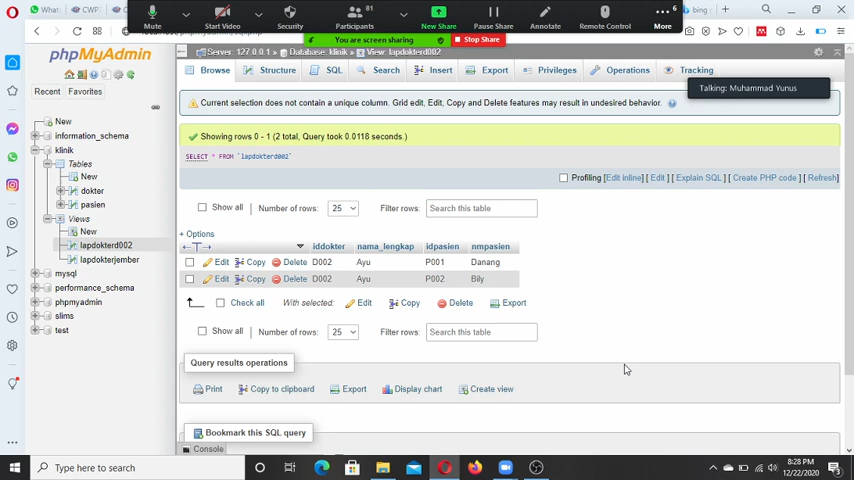 Mute
Start Video
Security
81
Participants
New Share
Pause Share
Annotate
Remote Control
6
More
Whats
CWP
bing
You are screen sharing
Stop Share
phpMyAdmin
Recent
Favorites
New
information_schema
klinik
Tables
New
dokter
pasien
Views
New
lapdokterd002
lapdokterjember
mysql
performance_schema
phpmyadmin
slims
test
Server: 127.0.0.1 » Database: klinik » View: lapdokterd002
Browse
Structure
SQL
Search
Insert
Export
Privileges
Operations
Tracking
Talking: Muhammad Yunus
Current selection does not contain a unique column. Grid edit, Edit, Copy and Delete features may result in undesired behavior.
Showing rows 0 - 1 (2 total, Query took 0.0118 seconds.)
SELECT * FROM `lapdokterd002`
Profiling [Edit inline] [ Edit ] [ Explain SQL ] [ Create PHP code ] [ Refresh]
Show all | Number of rows: 25 Filter rows: Search this table
+ Options
←T→ iddokter nama_lengkap idpasien nmpasien
Edit Copy Delete D002 Ayu P001 Danang
Edit Copy Delete D002 Ayu P002 Bily
Check all With selected: Edit Copy Delete Export
Show all | Number of rows: 25 Filter rows: Search this table
Query results operations
Print Copy to clipboard Export Display chart Create view
Bookmark this SQL query
Console
Type here to search
8:28 PM
12/22/2020
3